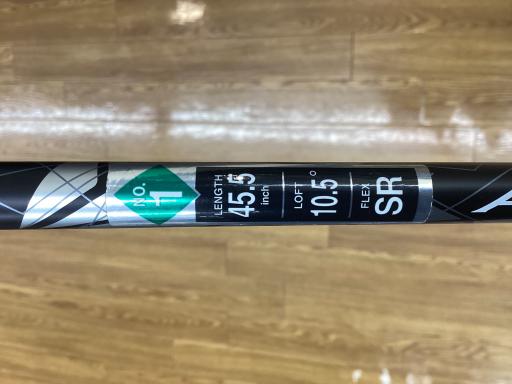 NO.
1
LENGTH
45.5
inch
LOFT
10.5°
FLEX
SR